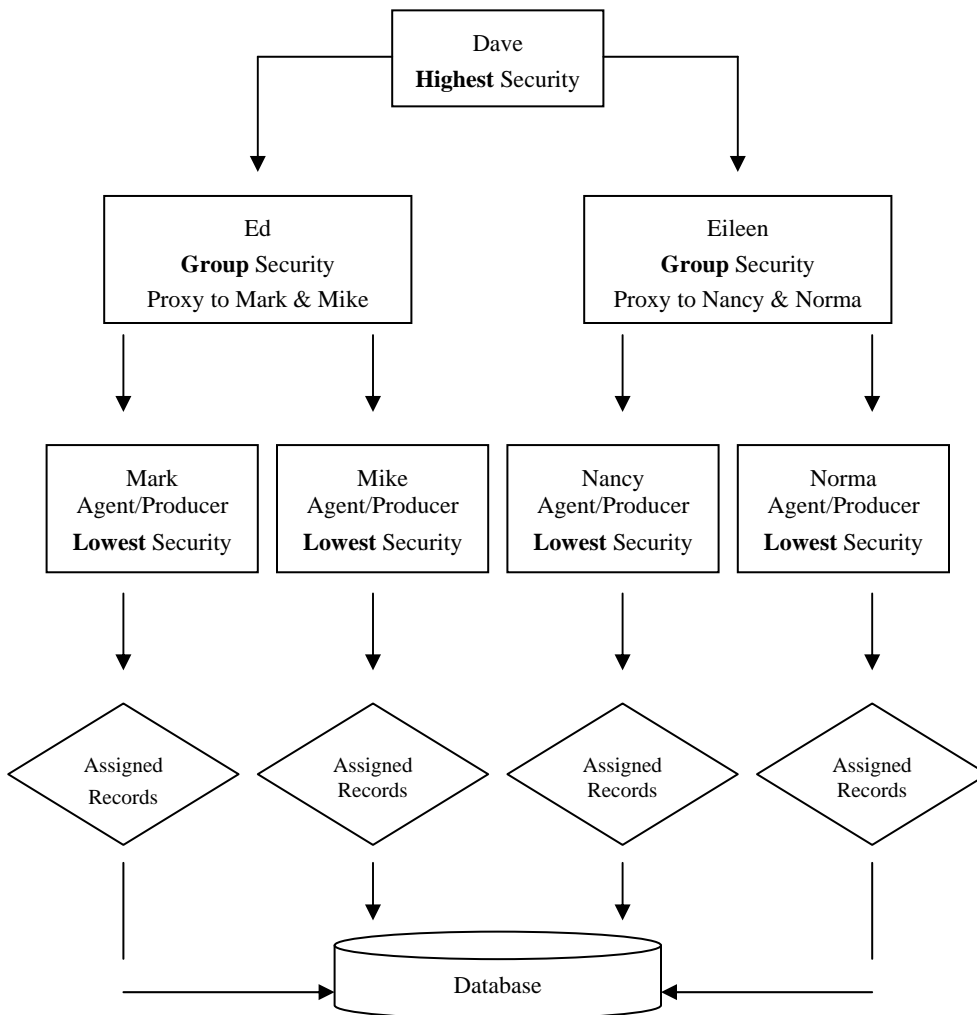 Dave
Highest Security
Ed
Group Security
Proxy to Mark & Mike
Eileen
Group Security
Proxy to Nancy & Norma
Mark
Agent/Producer
Lowest Security
Mike
Agent/Producer
Lowest Security
Nancy
Agent/Producer
Lowest Security
Norma
Agent/Producer
Lowest Security
Assigned
Records
Assigned
Records
Assigned
Records
Assigned
Records
Database